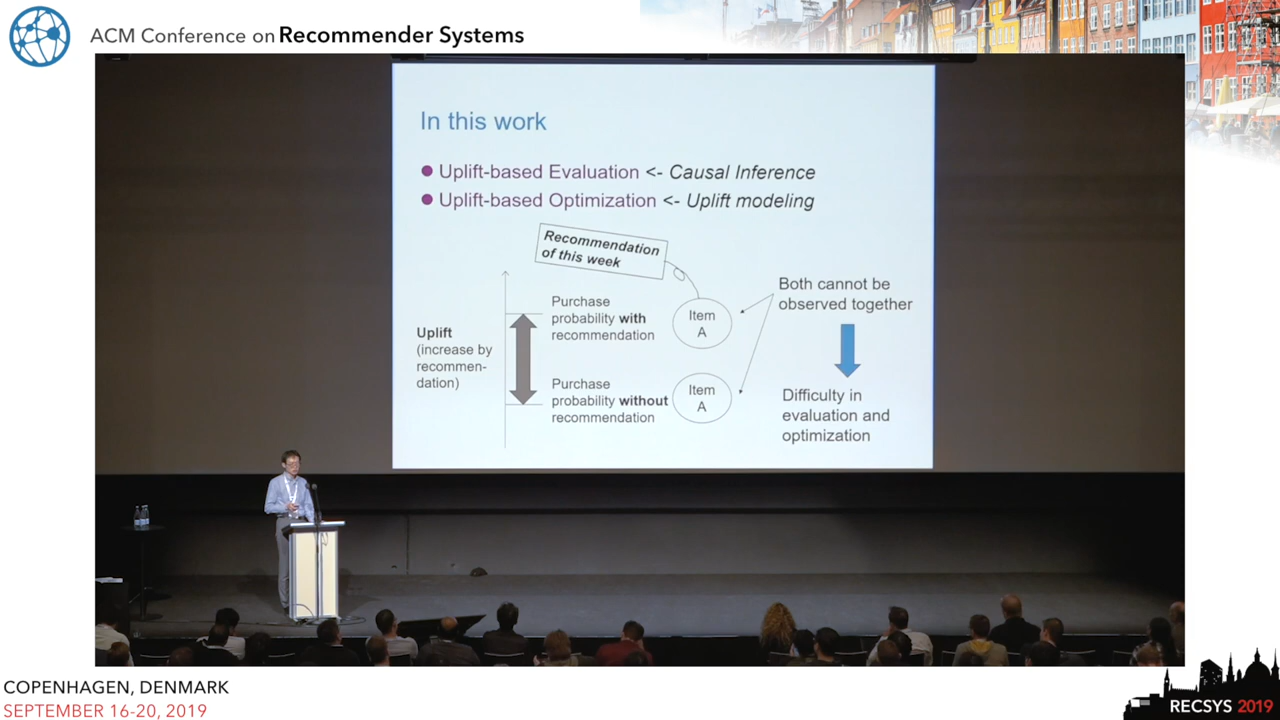 ACM Conference on Recommender Systems
In this work
Uplift-based Evaluation <- Causal Inference
Uplift-based Optimization <- Uplift modeling
Recommendation
of this week
Both cannot be
observed together
Purchase
probability with
recommendation
Item
A
Uplift
(increase by
recommen-
dation)
Purchase
probability without
recommendation
Item
A
Difficulty in
evaluation and
optimization
COPENHAGEN, DENMARK
SEPTEMBER 16-20, 2019
RECSYS 2019